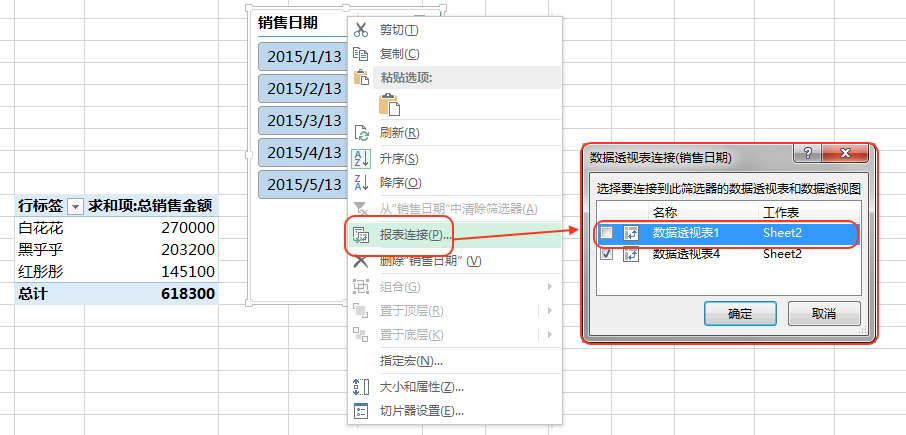 销售日期
2015/1/13
2015/2/13
2015/3/13
2015/4/13
2015/5/13
行标签 求和项:总销售金额
白花花 270000
黑乎乎 203200
红彤彤 145100
总计 618300
剪切(T)
复制(C)
粘贴选项:
刷新(R)
升序(S)
降序(O)
从"销售日期"中清除筛选器(A)
报表连接(P)...
删除"销售日期" (V)
组合(G)
置于顶层(R)
置于底层(K)
指定宏(N)...
大小和属性(Z)...
切片器设置(E)...
数据透视表连接(销售日期)
选择要连接到此筛选器的数据透视表和数据透视图
名称 工作表
数据透视表1 Sheet2
数据透视表4 Sheet2
确定 取消